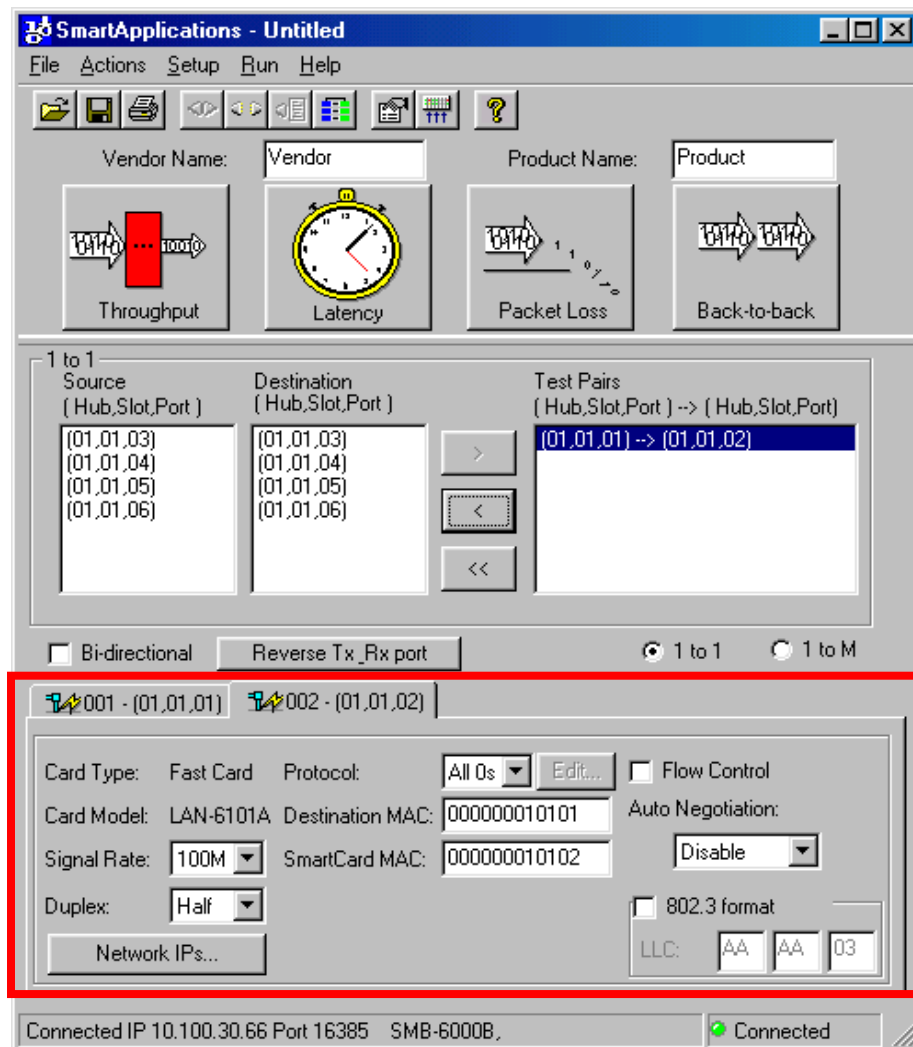 SmartApplications - Untitled
File Actions Setup Run Help
Vendor Name: Vendor Product Name: Product
Throughput Latency Packet Loss Back-to-back
1 to 1
Source Destination Test Pairs
( Hub,Slot,Port ) ( Hub,Slot,Port ) ( Hub,Slot,Port ) --> ( Hub,Slot,Port)
(01,01,03) (01,01,03) (01,01,01) --> (01,01,02)
(01,01,04) (01,01,04)
(01,01,05) (01,01,05)
(01,01,06) (01,01,06)
>
<
<<
Bi-directional Reverse Tx_Rx port 1 to 1 1 to M
001 - (01,01,01) 002 - (01,01,02)
Card Type: Fast Card Protocol: All 0s Edit... Flow Control
Card Model: LAN-6101A Destination MAC: 000000010101 Auto Negotiation:
Signal Rate: 100M SmartCard MAC: 000000010102 Disable
Duplex: Half 802.3 format
Network IPs... LLC: AA AA 03
Connected IP 10.100.30.66 Port 16385 SMB-6000B, Connected